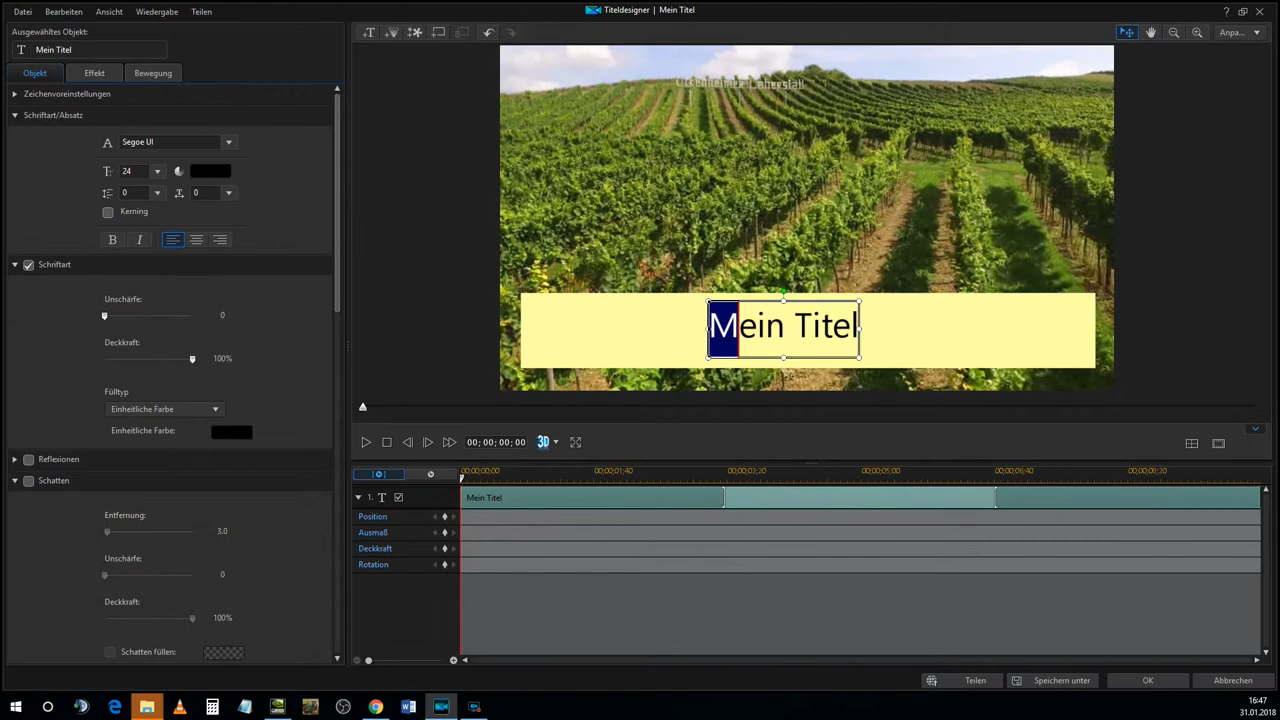 Datei Bearbeiten Ansicht Wiedergabe Teilen
Titeldesigner | Mein Titel
Ausgewähltes Objekt:
Mein Titel
Anpa...
Objekt Effekt Bewegung
Zeichenvoreinstellungen
Schriftart/Absatz
Segoe UI
24
0 0
Kerning
B I
Schriftart
Unschärfe:
0
Deckkraft:
100%
Fülltyp
Einheitliche Farbe
Einheitliche Farbe:
Reflexionen
Schatten
Entfernung:
3.0
Unschärfe:
0
Deckkraft:
100%
Schatten füllen:
Mein Titel
00;00;00;00
3D
00;00;00;00 00;00;01;40 00;00;03;20 00;00;05;00 00;00;06;40 00;00;08;20
1. T Mein Titel
Position
Ausmaß
Deckkraft
Rotation
Teilen Speichern unter OK Abbrechen
16:47
31.01.2018